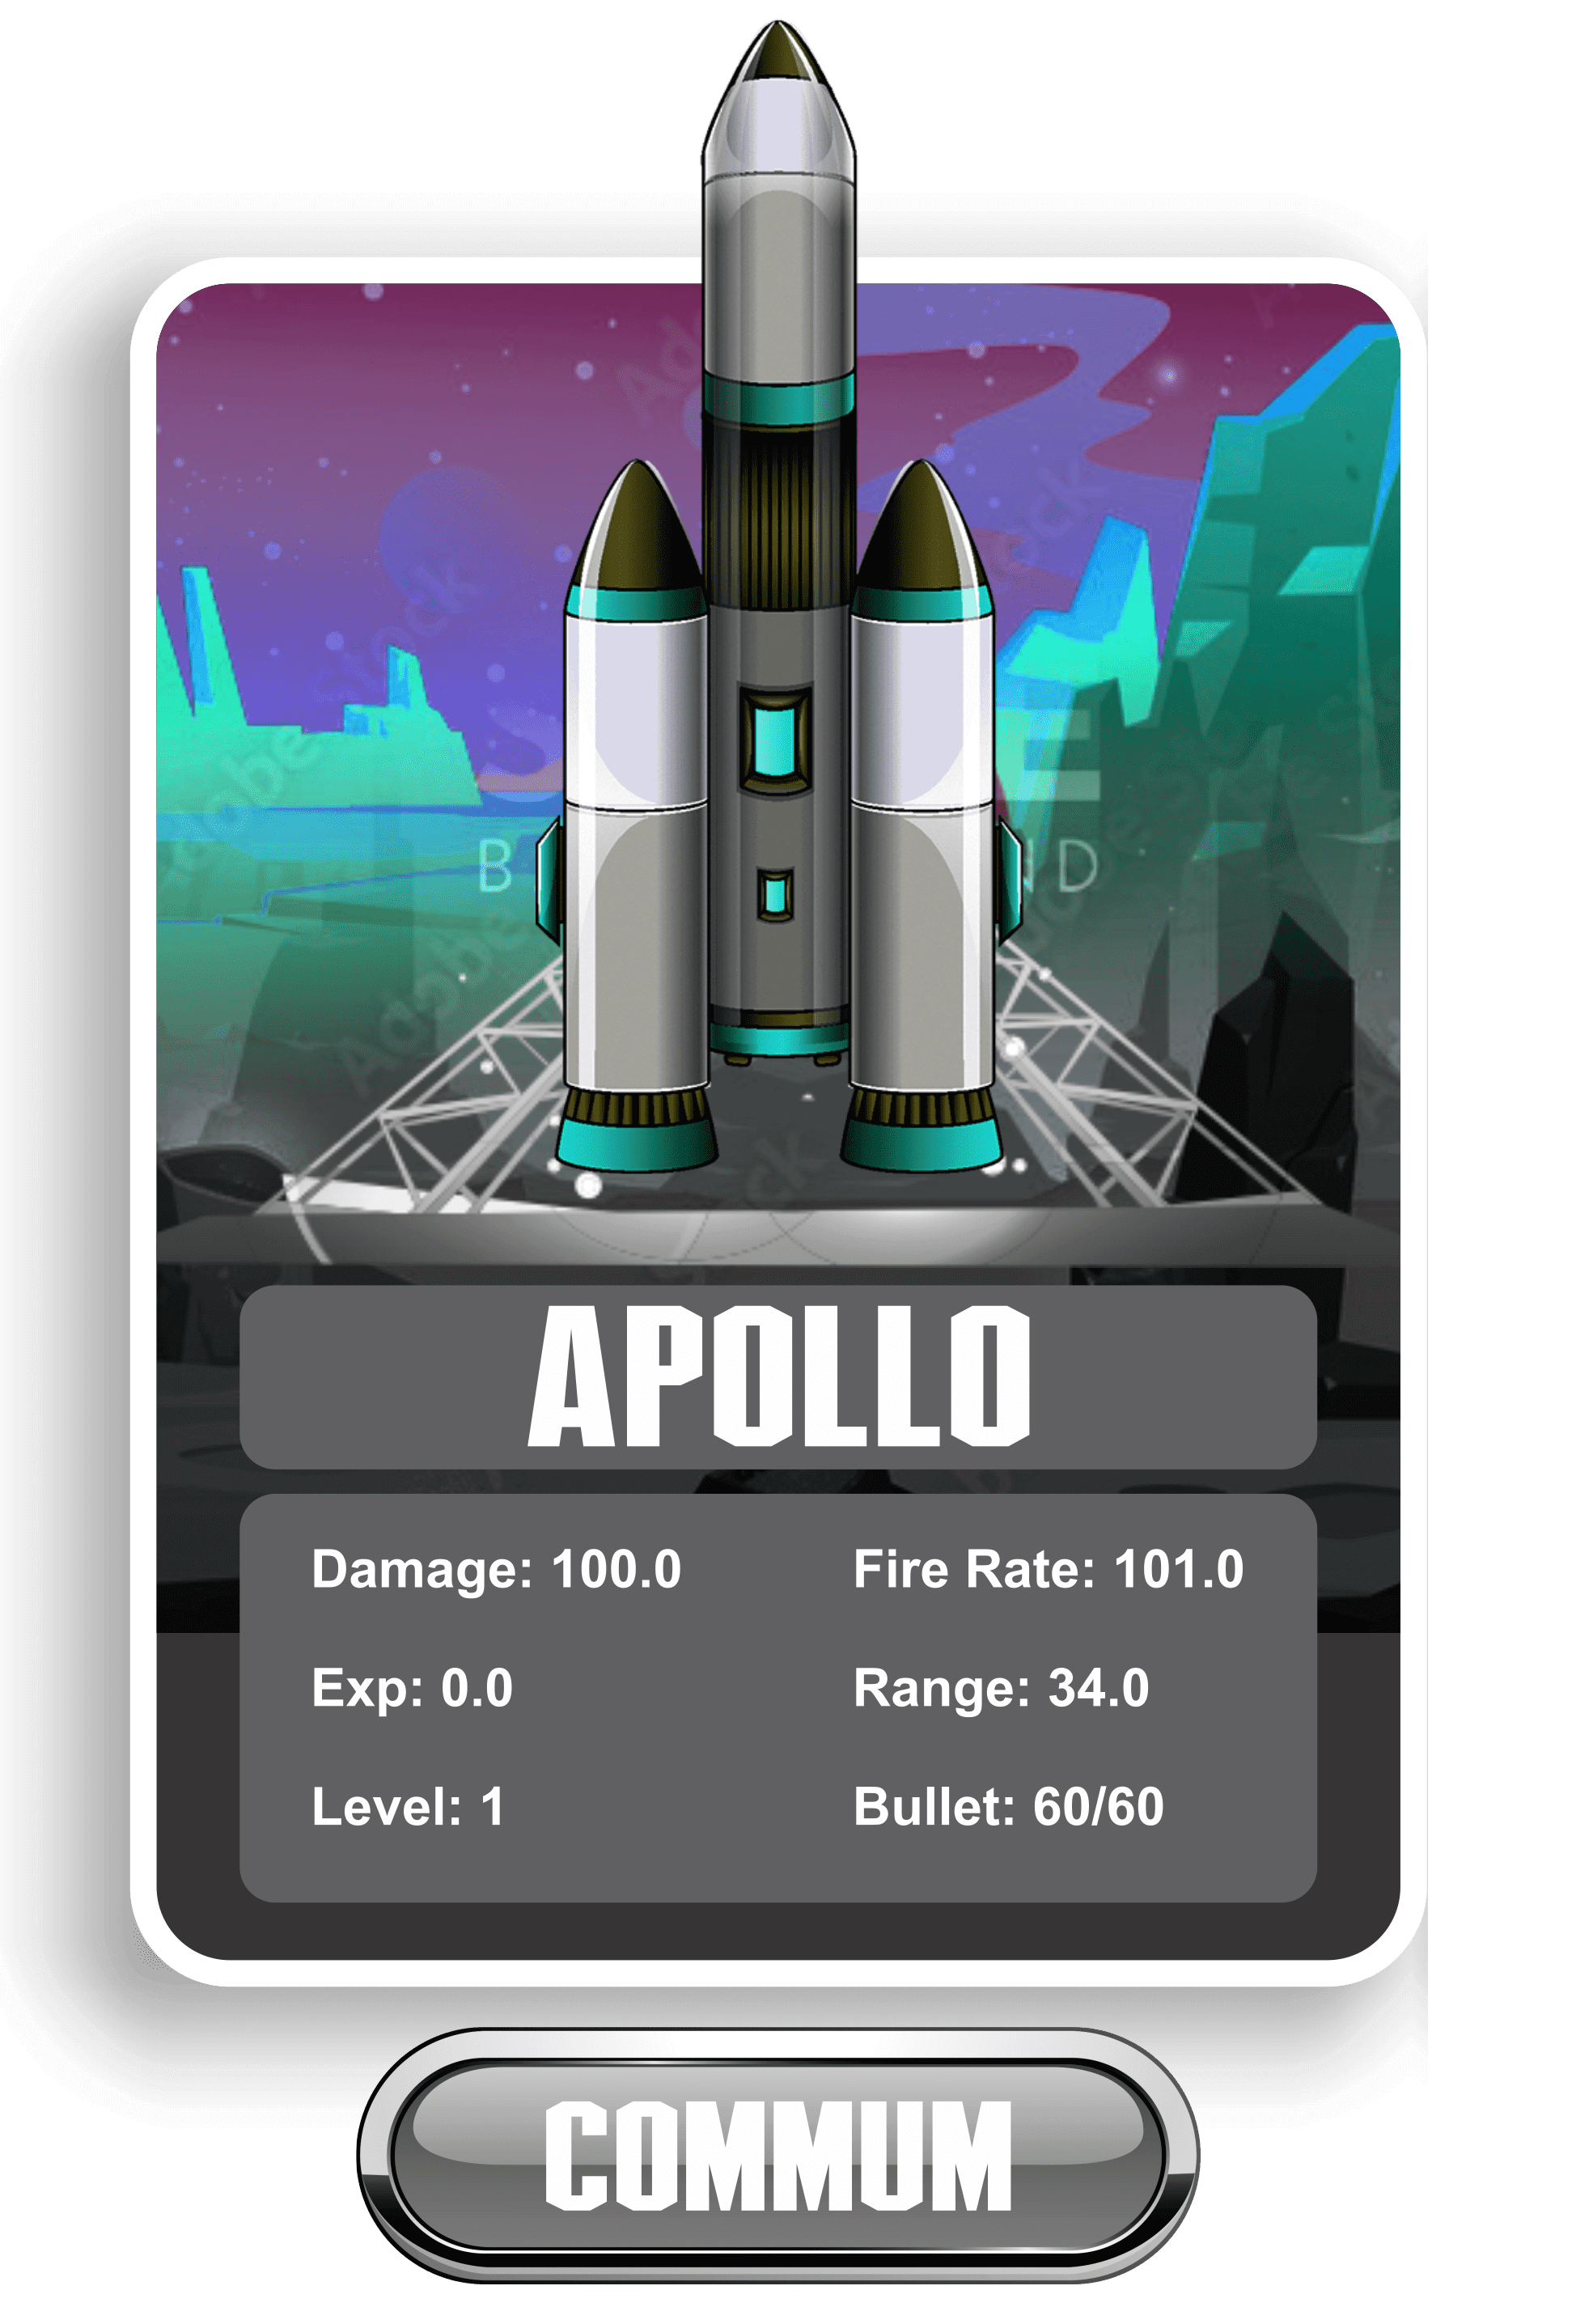 APOLLO
Damage: 100.0
Fire Rate: 101.0
Exp: 0.0
Range: 34.0
Level: 1
Bullet: 60/60
COMMUM